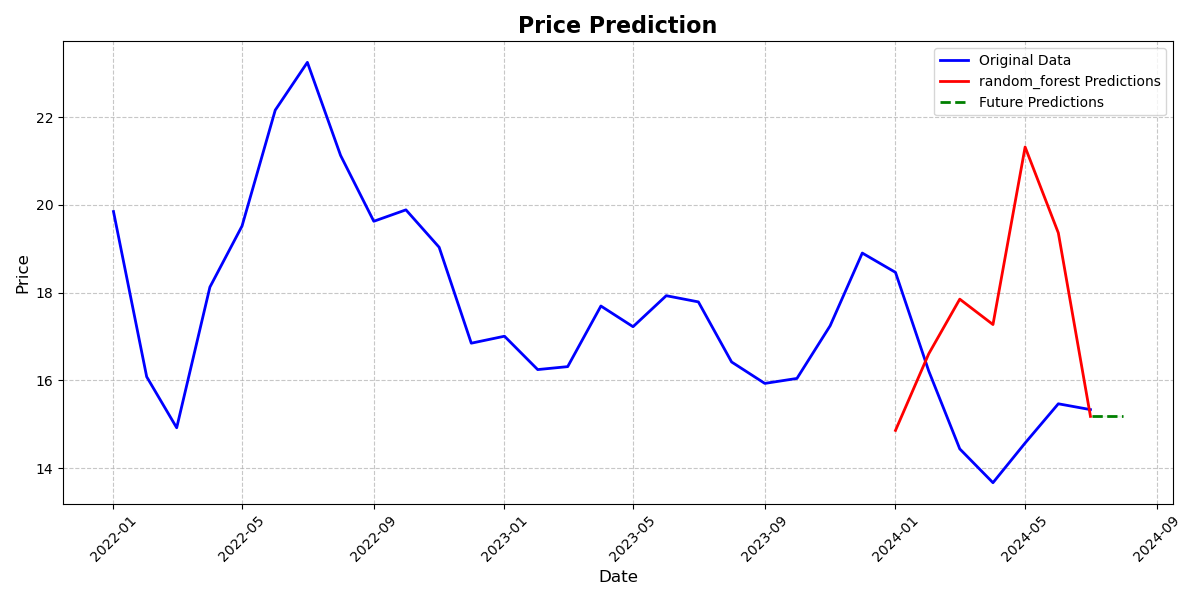 Price Prediction
Original Data
random_forest Predictions
Future Predictions
Price
22
20
18
16
14
2022-01
2022-05
2022-09
2023-01
2023-05
2023-09
2024-01
2024-05
2024-09
Date